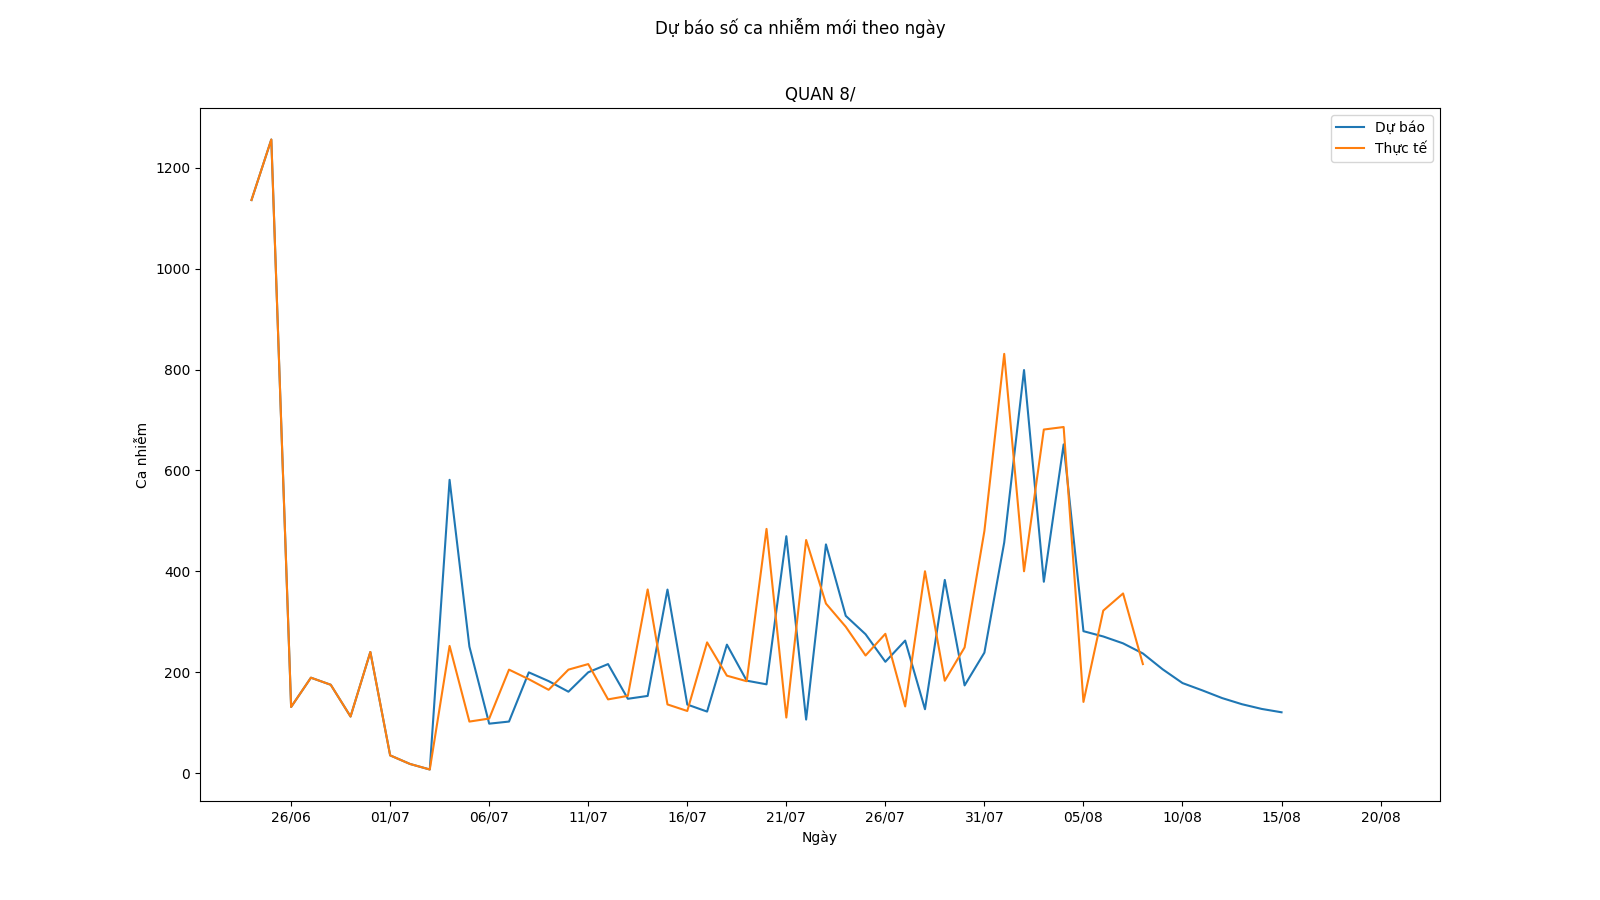 Dự báo số ca nhiễm mới theo ngày
QUAN 8/
Dự báo
Thực tế
1200
1000
800
600
400
200
0
Ca nhiễm
26/06 01/07 06/07 11/07 16/07 21/07 26/07 31/07 05/08 10/08 15/08 20/08
Ngày